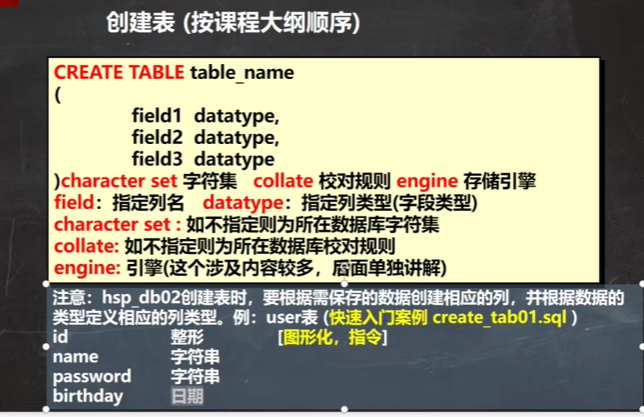 创建表 (按课程大纲顺序)
CREATE TABLE table_name
(
field1 datatype,
field2 datatype,
field3 datatype
)character set 字符集 collate 校对规则 engine 存储引擎
field：指定列名 datatype：指定列类型(字段类型)
character set : 如不指定则为所在数据库字符集
collate: 如不指定则为所在数据库校对规则
engine: 引擎(这个涉及内容较多，后面单独讲解)
注意：hsp_db02创建表时，要根据需保存的数据创建相应的列，并根据数据的
类型定义相应的列类型。例：user表 (快速入门案例 create_tab01.sql )
id 整形 [图形化，指令]
name 字符串
password 字符串
birthday 日期